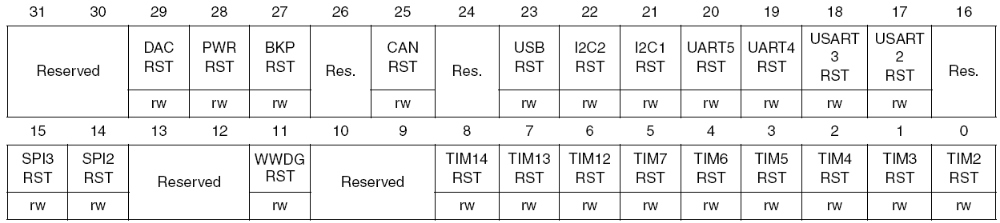 31 30 29 28 27 26 25 24 23 22 21 20 19 18 17 16
Reserved DAC RST PWR RST BKP RST Res. CAN RST Res. USB RST I2C2 RST I2C1 RST UART5 RST UART4 RST USART 3 RST USART 2 RST Res.
rw rw rw rw rw rw rw rw rw rw rw
15 14 13 12 11 10 9 8 7 6 5 4 3 2 1 0
SPI3 RST SPI2 RST Reserved WWDG RST Reserved TIM14 RST TIM13 RST TIM12 RST TIM7 RST TIM6 RST TIM5 RST TIM4 RST TIM3 RST TIM2 RST
rw rw rw rw rw rw rw rw rw rw rw rw